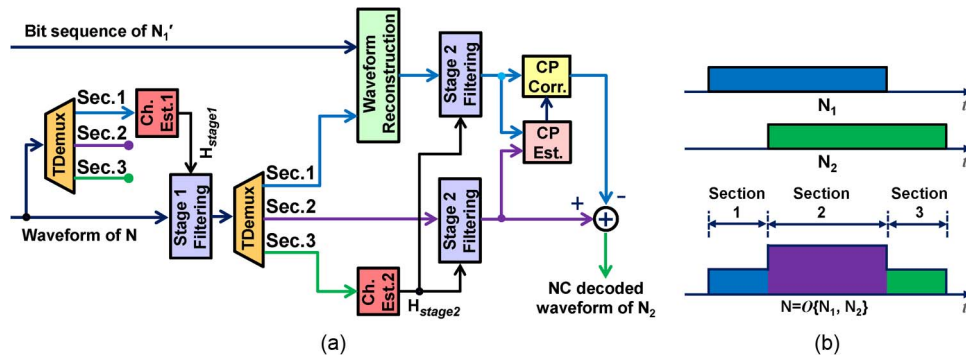 Bit sequence of N₁′
Sec.1
Sec.2
Sec.3
TDemux
Ch.
Est.1
H_stage1
Waveform of N
Stage 1
Filtering
TDemux
Sec.1
Sec.2
Sec.3
Waveform
Reconstruction
Stage 2
Filtering
CP
Corr.
CP
Est.
Stage 2
Filtering
Ch.
Est.2
H_stage2
+
−
+
NC decoded
waveform of N₂
(a)
N₁
t
N₂
t
Section
1
Section
2
Section
3
N=𝒪{N₁, N₂}
t
(b)